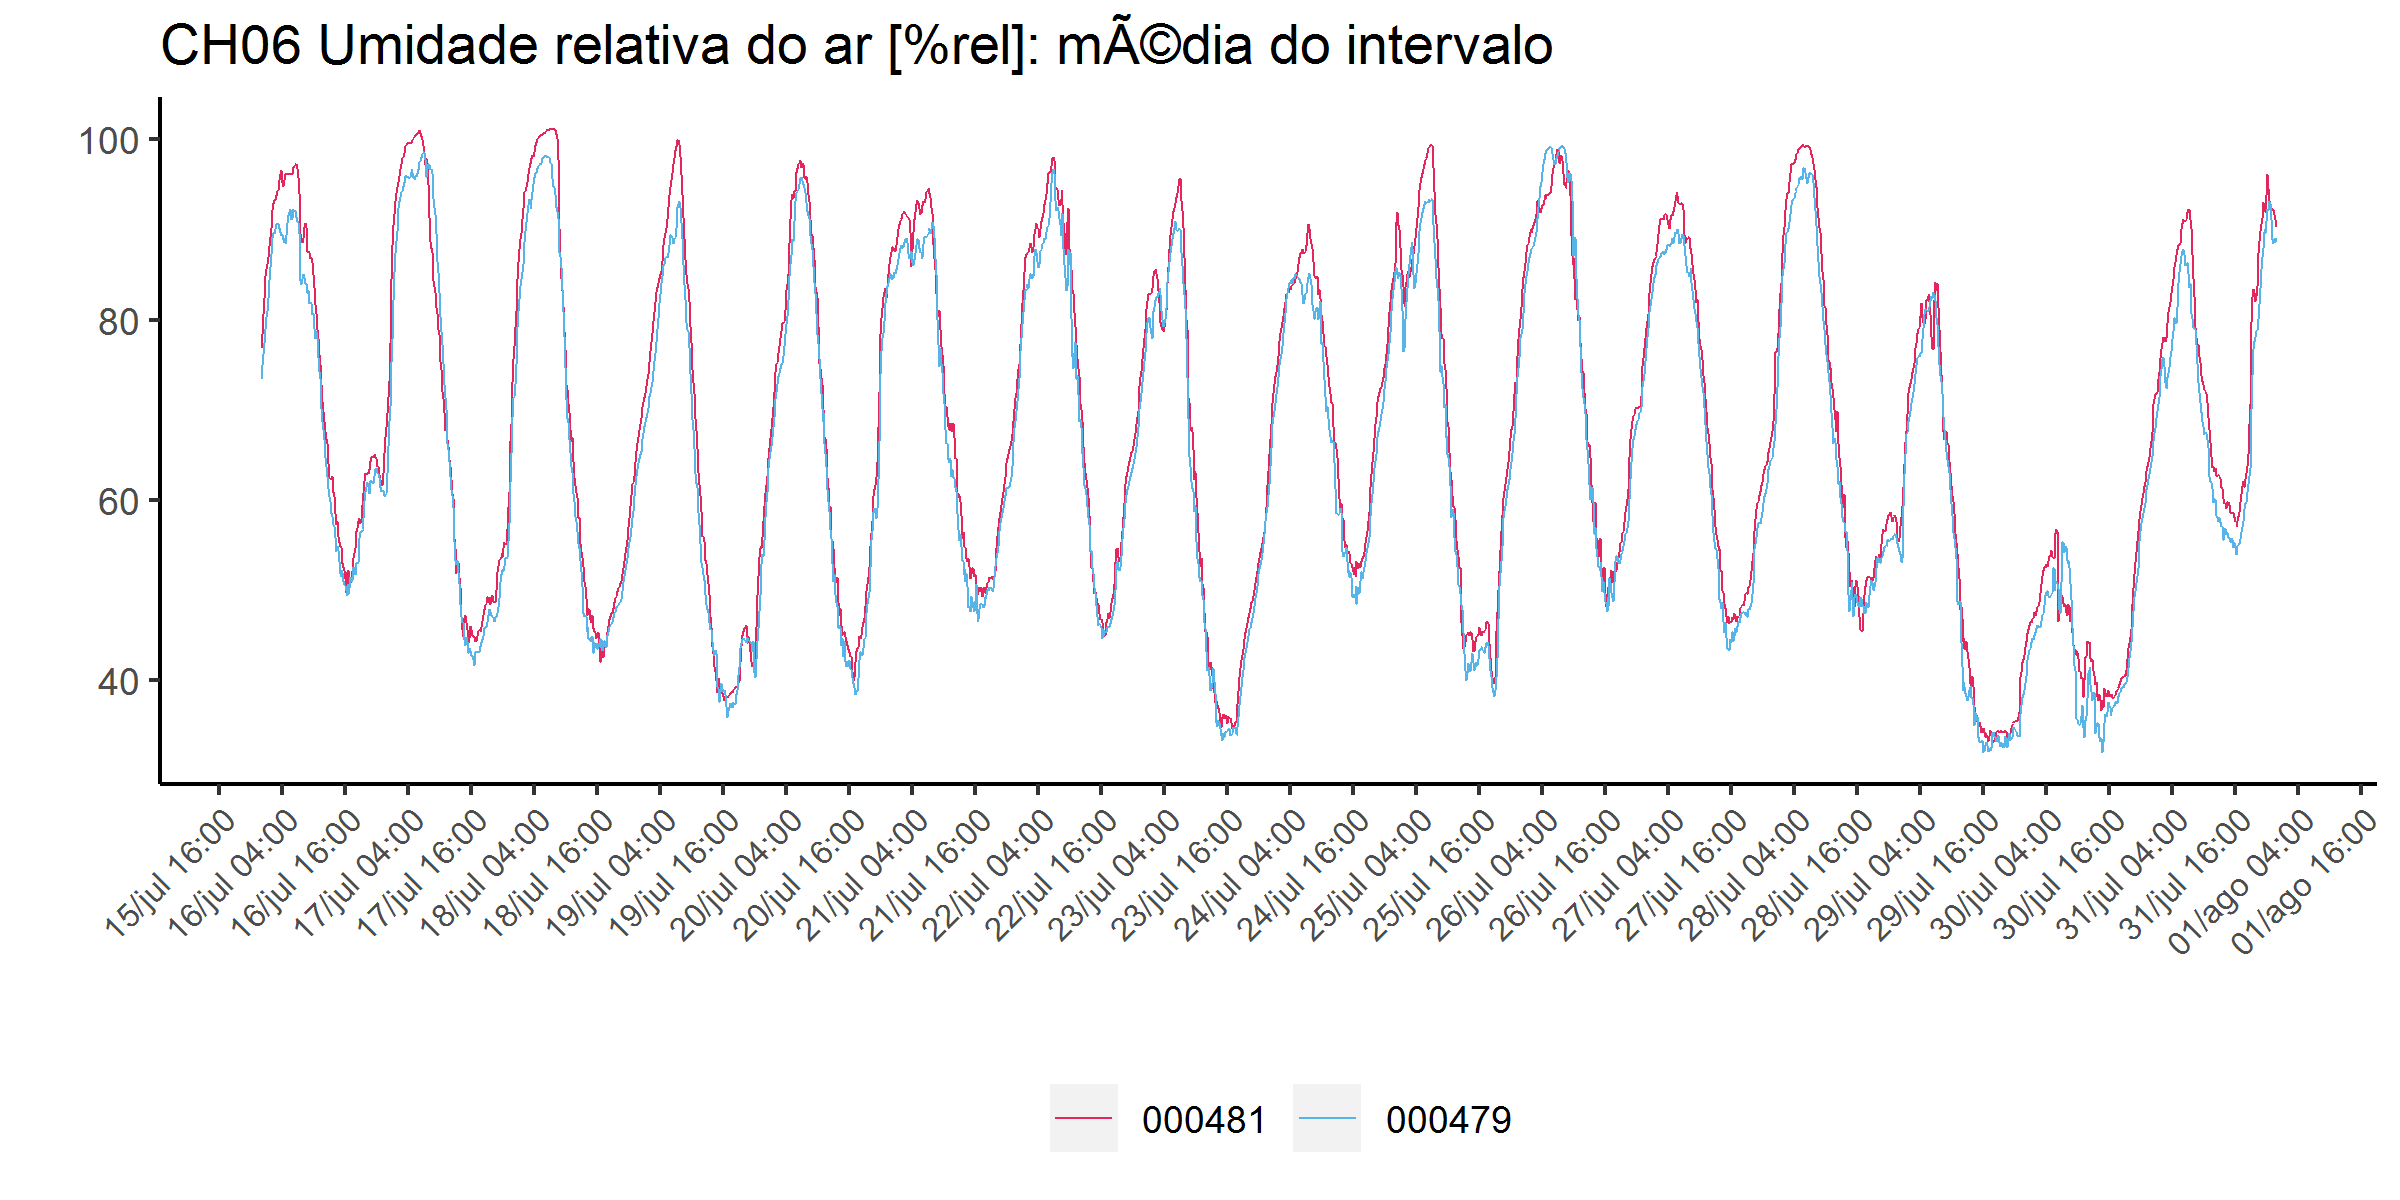 CH06 Umidade relativa do ar [%rel]: mÃ©dia do intervalo
100
80
60
40
15/jul 16:00
16/jul 04:00
16/jul 16:00
17/jul 04:00
17/jul 16:00
18/jul 04:00
18/jul 16:00
19/jul 04:00
19/jul 16:00
20/jul 04:00
20/jul 16:00
21/jul 04:00
21/jul 16:00
22/jul 04:00
22/jul 16:00
23/jul 04:00
23/jul 16:00
24/jul 04:00
24/jul 16:00
25/jul 04:00
25/jul 16:00
26/jul 04:00
26/jul 16:00
27/jul 04:00
27/jul 16:00
28/jul 04:00
28/jul 16:00
29/jul 04:00
29/jul 16:00
30/jul 04:00
30/jul 16:00
31/jul 04:00
31/jul 16:00
01/ago 04:00
01/ago 16:00
000481 000479